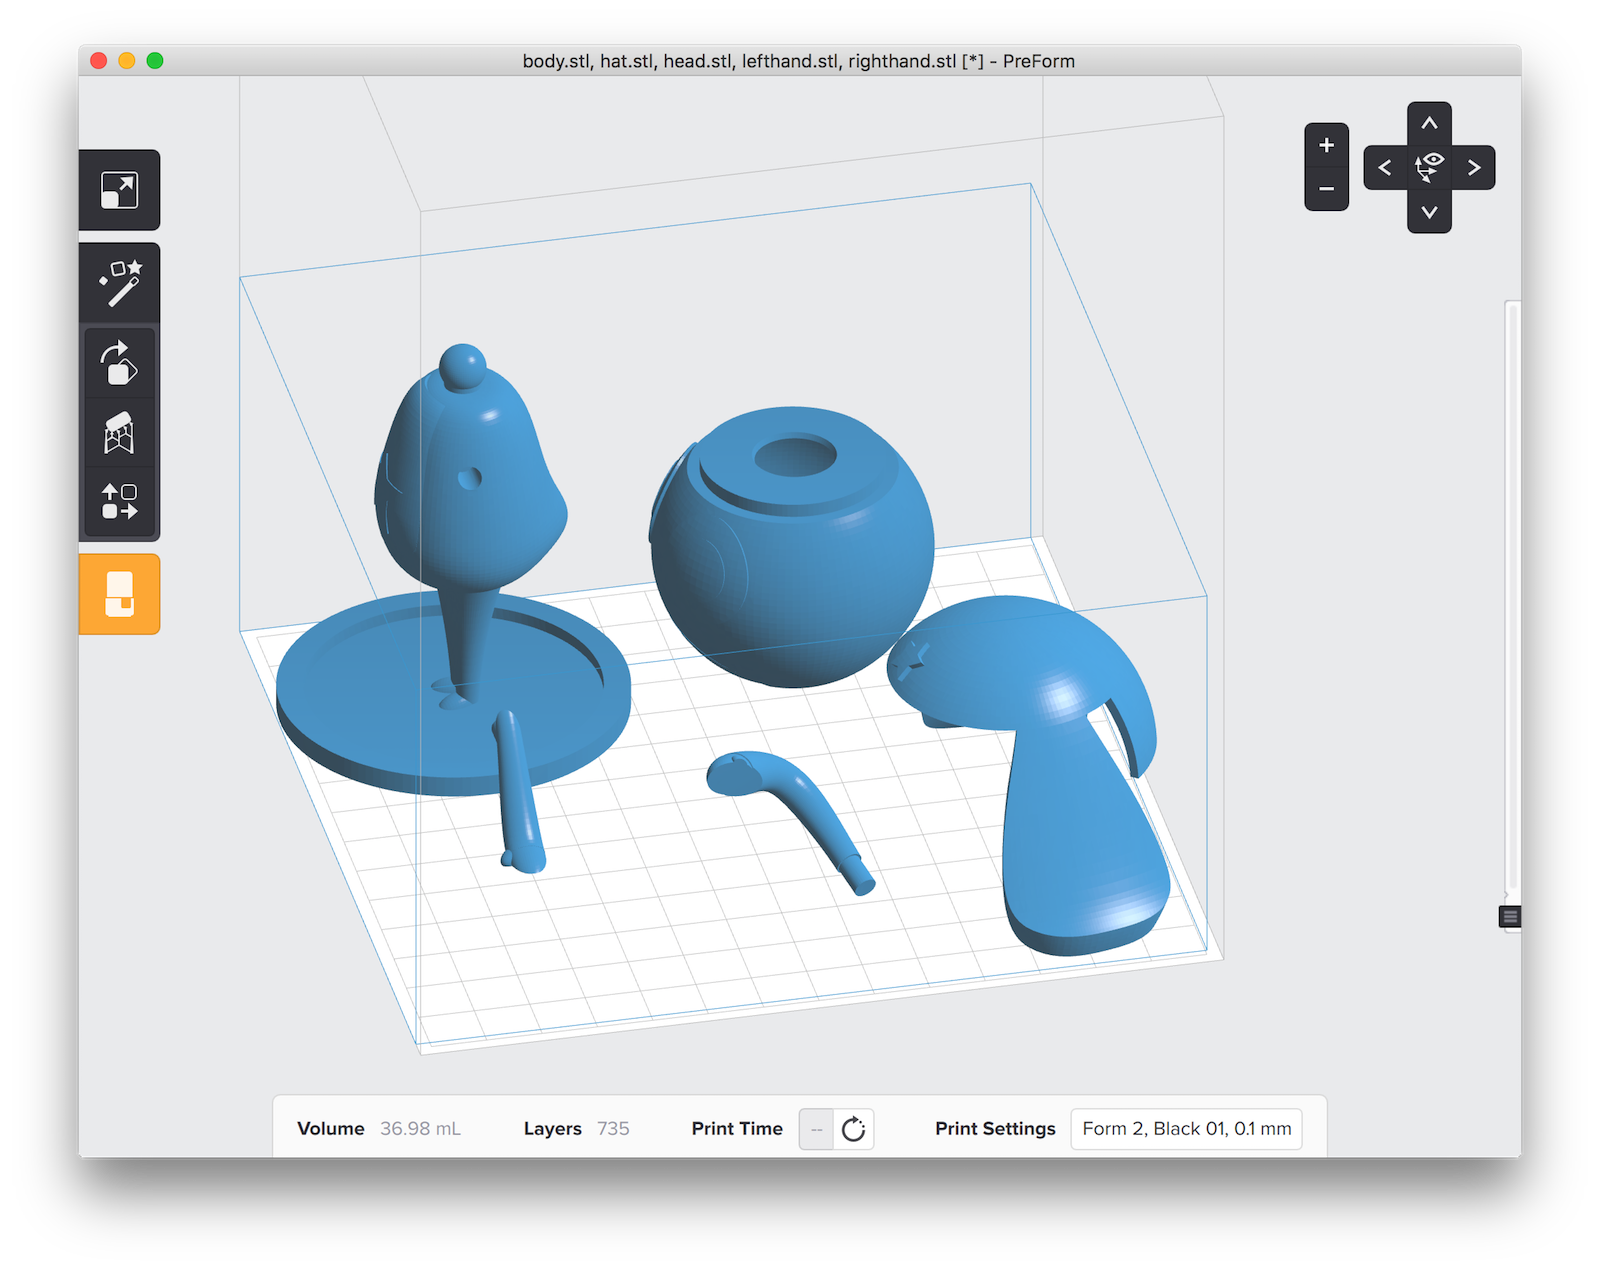 body.stl, hat.stl, head.stl, lefthand.stl, righthand.stl [*] - PreForm
+
−
Volume 36.98 mL Layers 735 Print Time -- Print Settings Form 2, Black 01, 0.1 mm